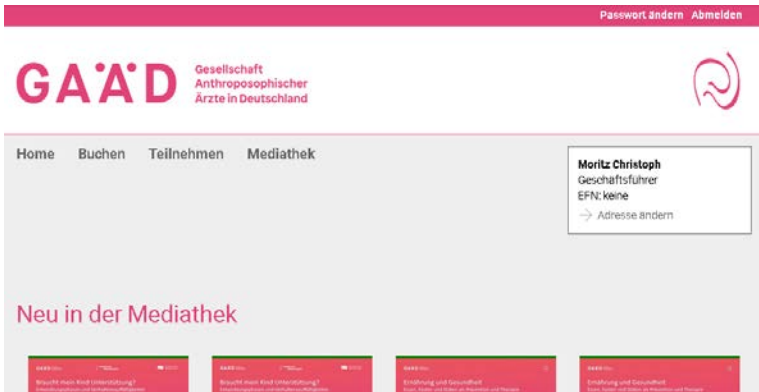 Passwort ändern Abmelden
GAÄD
Gesellschaft
Anthroposophischer
Ärzte in Deutschland
Home Buchen Teilnehmen Mediathek
Moritz Christoph
Geschäftsführer
EFN: keine
→ Adresse ändern
Neu in der Mediathek
Braucht mein Kind Unterstützung? Braucht mein Kind Unterstützung? Ernährung und Gesundheit Ernährung und Gesundheit